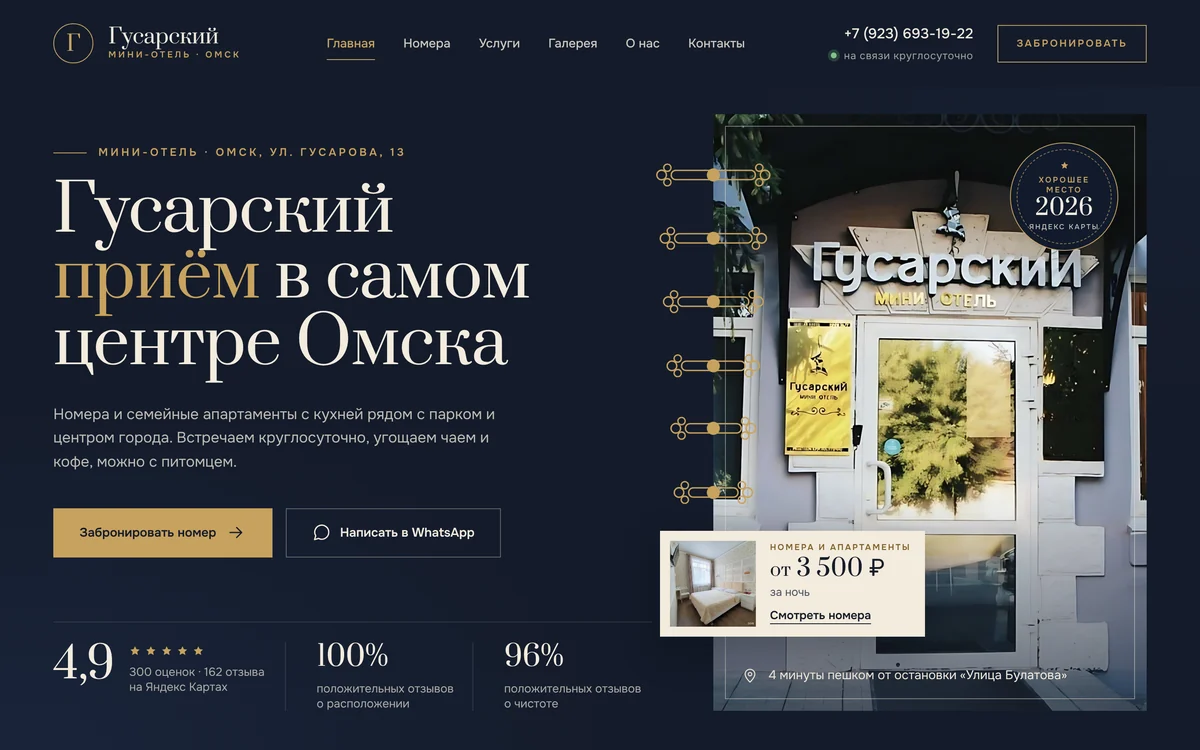 Г
Гусарский
МИНИ-ОТЕЛЬ · ОМСК
Главная
Номера
Услуги
Галерея
О нас
Контакты
+7 (923) 693-19-22
на связи круглосуточно
ЗАБРОНИРОВАТЬ
МИНИ-ОТЕЛЬ · ОМСК, УЛ. ГУСАРОВА, 13
Гусарский
приём в самом
центре Омска
Номера и семейные апартаменты с кухней рядом с парком и
центром города. Встречаем круглосуточно, угощаем чаем и
кофе, можно с питомцем.
Забронировать номер
Написать в WhatsApp
4,9
300 оценок · 162 отзыва
на Яндекс Картах
100%
положительных отзывов
о расположении
96%
положительных отзывов
о чистоте
ХОРОШЕЕ
МЕСТО
2026
ЯНДЕКС КАРТЫ
Гусарский
МИНИ ОТЕЛЬ
Гусарский
МИНИ ОТЕЛЬ
НОМЕРА И АПАРТАМЕНТЫ
от 3 500 ₽
за ночь
Смотреть номера
4 минуты пешком от остановки «Улица Булатова»